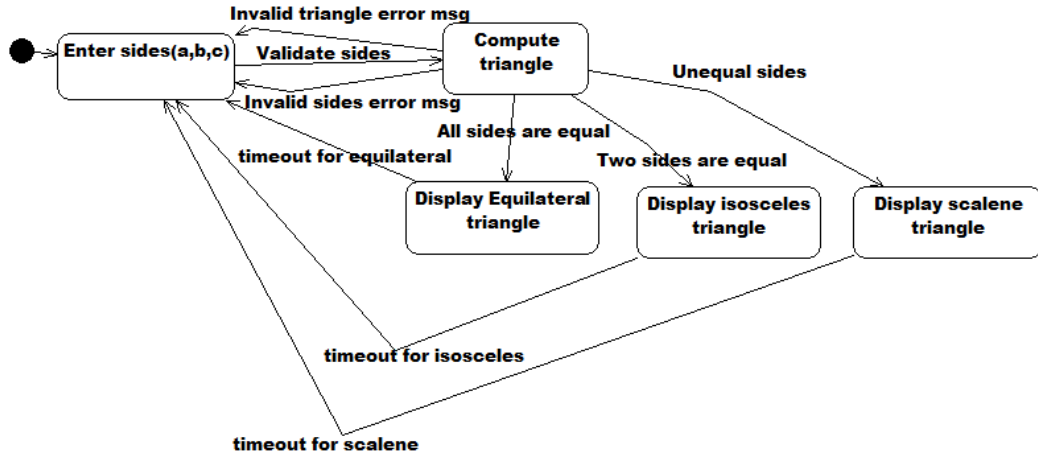 Invalid triangle error msg
Enter sides(a,b,c)
Validate sides
Compute
triangle
Unequal sides
Invalid sides error msg
All sides are equal
timeout for equilateral
Two sides are equal
Display Equilateral
triangle
Display isosceles
triangle
Display scalene
triangle
timeout for isosceles
timeout for scalene